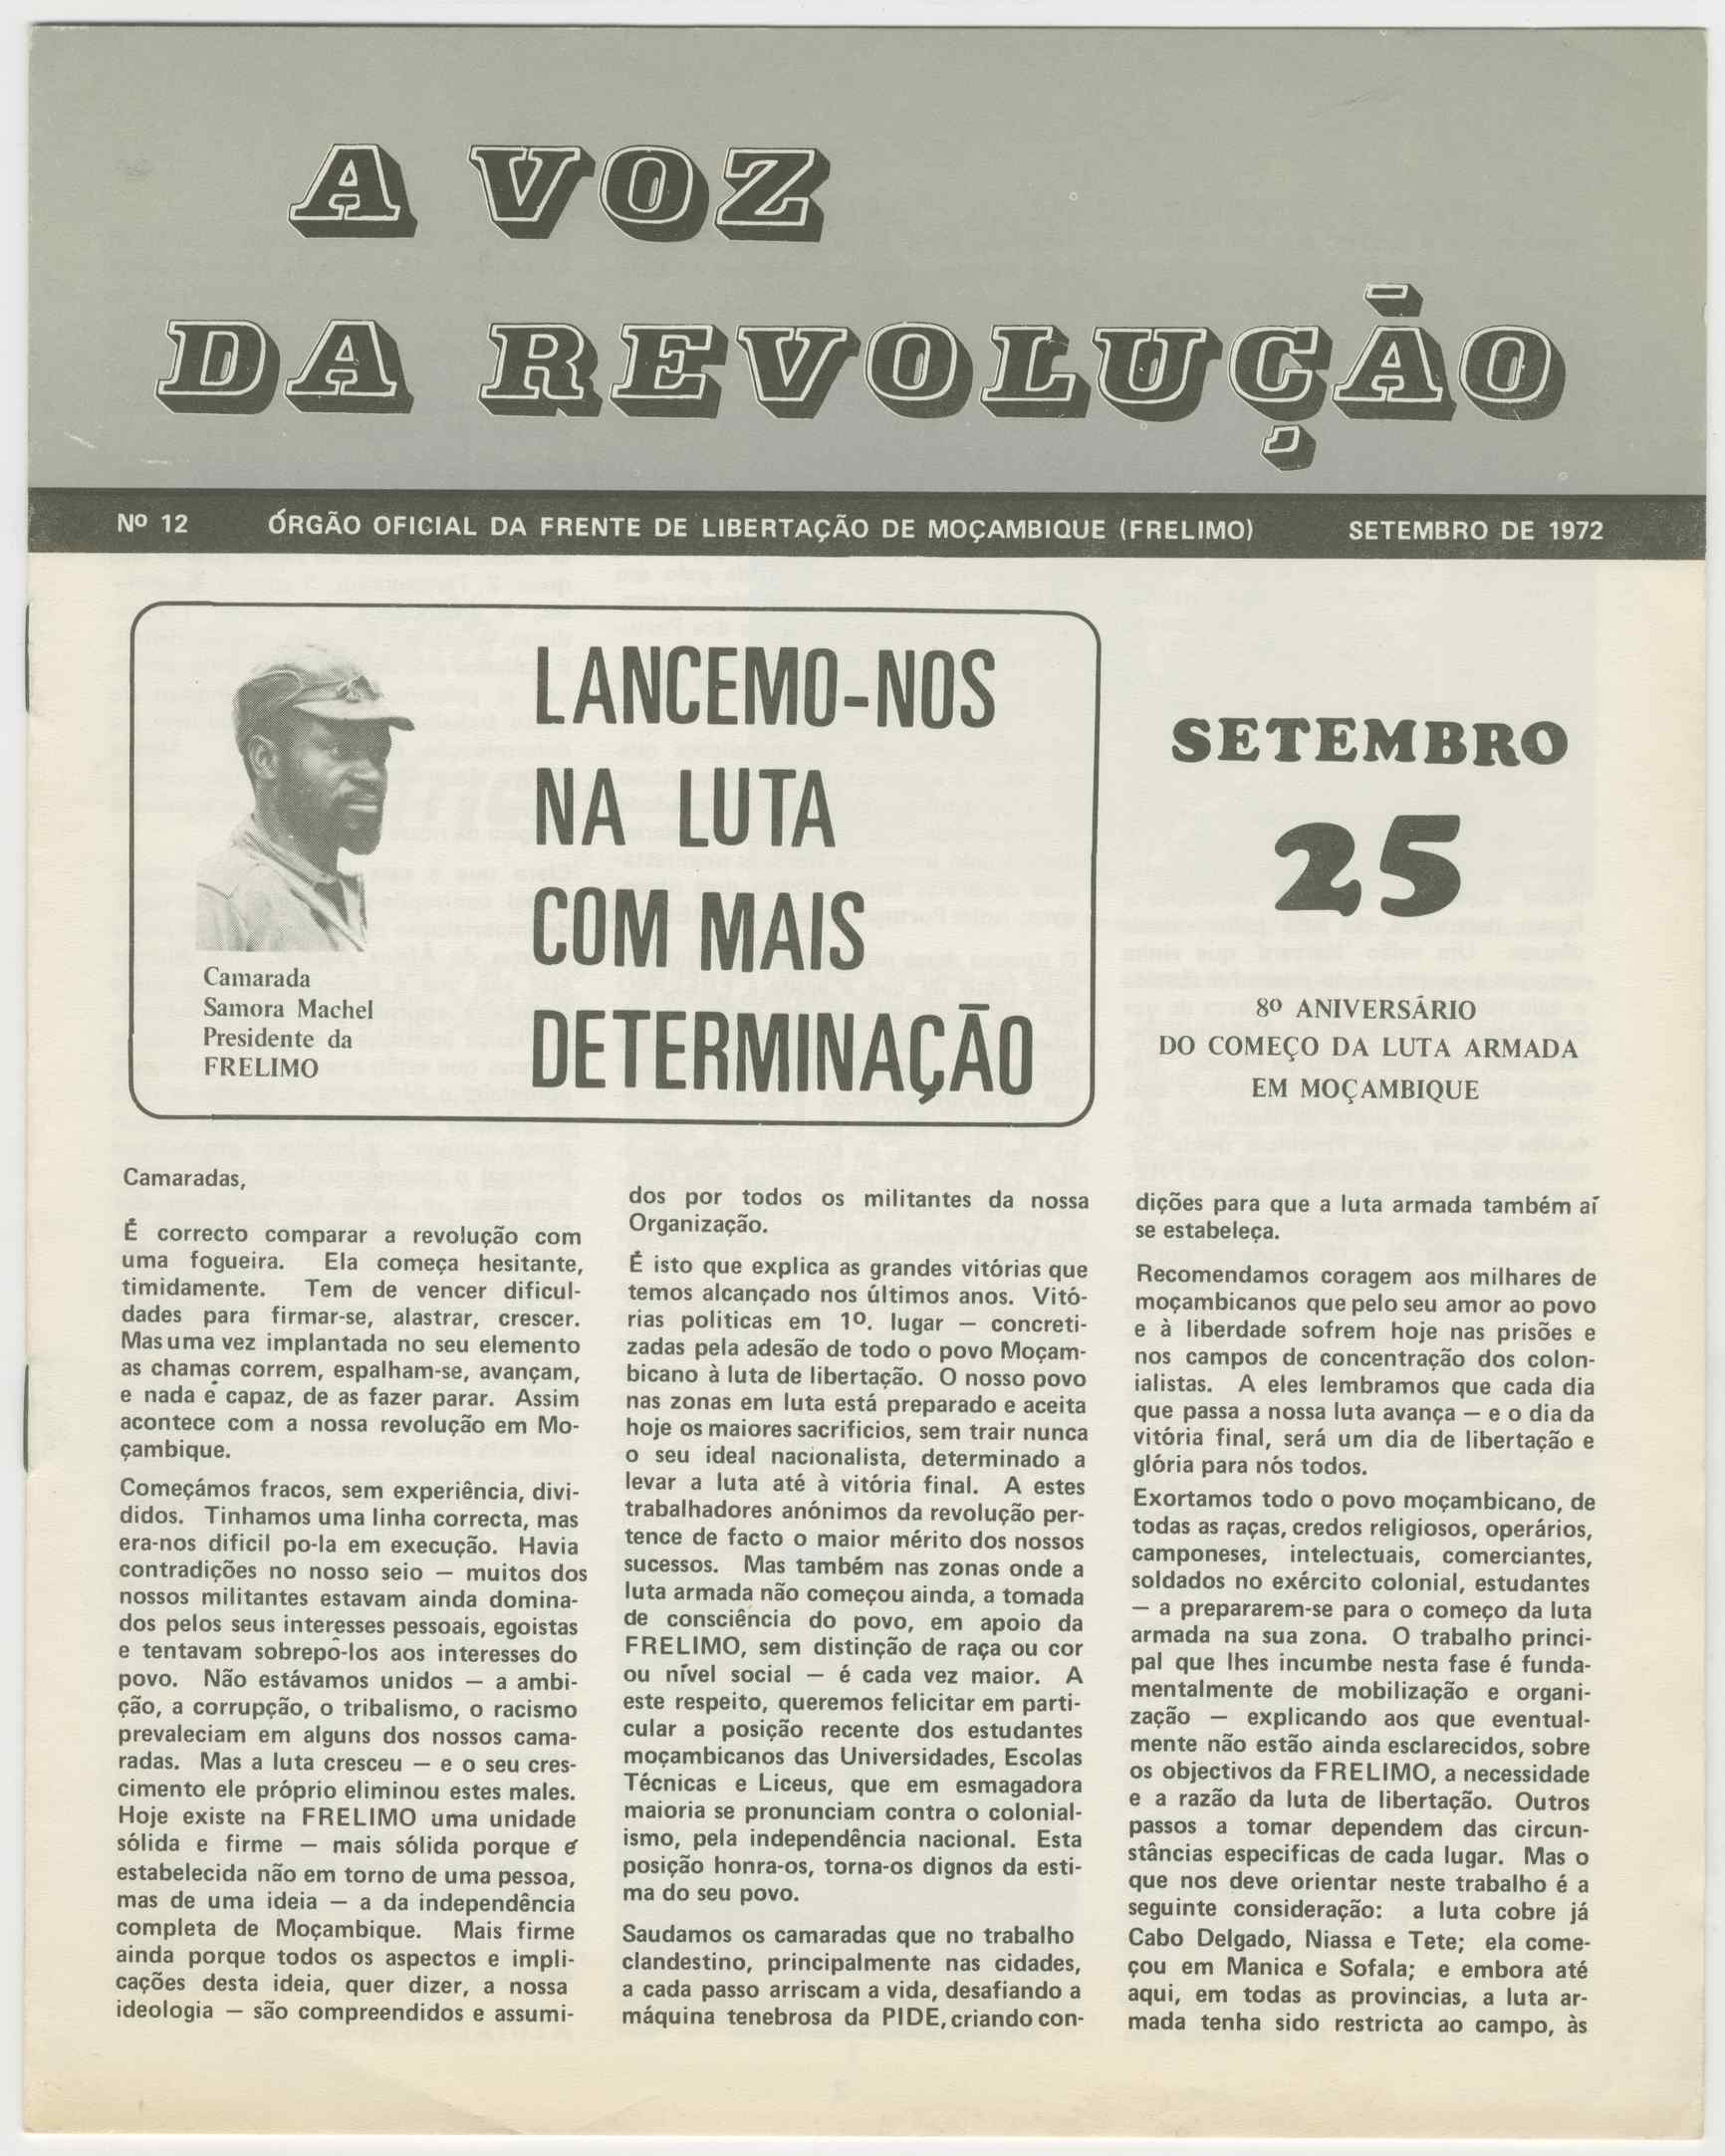 A VOZ
DA REVOLUÇÃO
Nº 12 ÓRGÃO OFICIAL DA FRENTE DE LIBERTAÇÃO DE MOÇAMBIQUE (FRELIMO) SETEMBRO DE 1972
Camarada
Samora Machel
Presidente da
FRELIMO
LANCEMO-NOS
NA LUTA
COM MAIS
DETERMINAÇÃO
SETEMBRO
25
8º ANIVERSÁRIO
DO COMEÇO DA LUTA ARMADA
EM MOÇAMBIQUE
Camaradas,
É correcto comparar a revolução com
uma fogueira. Ela começa hesitante,
timidamente. Tem de vencer dificul-
dades para firmar-se, alastrar, crescer.
Mas uma vez implantada no seu elemento
as chamas correm, espalham-se, avançam,
e nada é capaz, de as fazer parar. Assim
acontece com a nossa revolução em Mo-
çambique.
Começámos fracos, sem experiência, divi-
didos. Tinhamos uma linha correcta, mas
era-nos dificil po-la em execução. Havia
contradições no nosso seio — muitos dos
nossos militantes estavam ainda domina-
dos pelos seus interesses pessoais, egoistas
e tentavam sobrepô-los aos interesses do
povo. Não estávamos unidos — a ambi-
ção, a corrupção, o tribalismo, o racismo
prevaleciam em alguns dos nossos cama-
radas. Mas a luta cresceu — e o seu cres-
cimento ele próprio eliminou estes males.
Hoje existe na FRELIMO uma unidade
sólida e firme — mais sólida porque é
estabelecida não em torno de uma pessoa,
mas de uma ideia — a da independência
completa de Moçambique. Mais firme
ainda porque todos os aspectos e impli-
cações desta ideia, quer dizer, a nossa
ideologia — são compreendidos e assumi-
dos por todos os militantes da nossa
Organização.
É isto que explica as grandes vitórias que
temos alcançado nos últimos anos. Vitó-
rias politicas em 1º. lugar — concreti-
zadas pela adesão de todo o povo Moçam-
bicano à luta de libertação. O nosso povo
nas zonas em luta está preparado e aceita
hoje os maiores sacrificios, sem trair nunca
o seu ideal nacionalista, determinado a
levar a luta até à vitória final. A estes
trabalhadores anónimos da revolução per-
tence de facto o maior mérito dos nossos
sucessos. Mas também nas zonas onde a
luta armada não começou ainda, a tomada
de consciência do povo, em apoio da
FRELIMO, sem distinção de raça ou cor
ou nível social — é cada vez maior. A
este respeito, queremos felicitar em parti-
cular a posição recente dos estudantes
moçambicanos das Universidades, Escolas
Técnicas e Liceus, que em esmagadora
maioria se pronunciam contra o colonial-
ismo, pela independência nacional. Esta
posição honra-os, torna-os dignos da esti-
ma do seu povo.
Saudamos os camaradas que no trabalho
clandestino, principalmente nas cidades,
a cada passo arriscam a vida, desafiando a
máquina tenebrosa da PIDE, criando con-
dições para que a luta armada também aí
se estabeleça.
Recomendamos coragem aos milhares de
moçambicanos que pelo seu amor ao povo
e à liberdade sofrem hoje nas prisões e
nos campos de concentração dos colon-
ialistas. A eles lembramos que cada dia
que passa a nossa luta avança — e o dia da
vitória final, será um dia de libertação e
glória para nós todos.
Exortamos todo o povo moçambicano, de
todas as raças, credos religiosos, operários,
camponeses, intelectuais, comerciantes,
soldados no exército colonial, estudantes
— a prepararem-se para o começo da luta
armada na sua zona. O trabalho princi-
pal que lhes incumbe nesta fase é funda-
mentalmente de mobilização e organi-
zação — explicando aos que eventual-
mente não estão ainda esclarecidos, sobre
os objectivos da FRELIMO, a necessidade
e a razão da luta de libertação. Outros
passos a tomar dependem das circun-
stâncias especificas de cada lugar. Mas o
que nos deve orientar neste trabalho é a
seguinte consideração: a luta cobre já
Cabo Delgado, Niassa e Tete; ela come-
çou em Manica e Sofala; e embora até
aqui, em todas as provincias, a luta ar-
mada tenha sido restricta ao campo, às